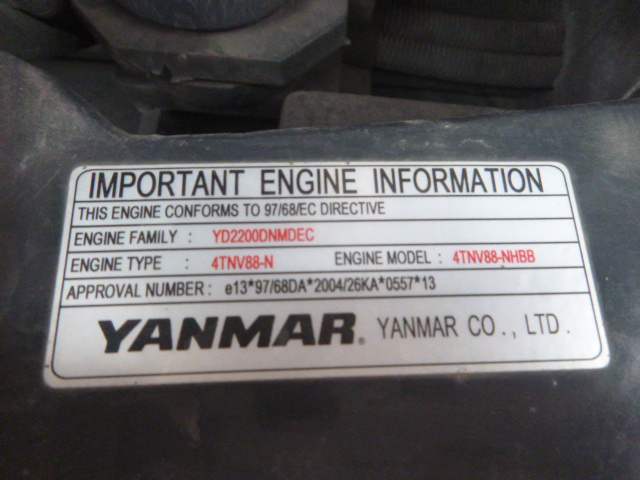 IMPORTANT ENGINE INFORMATION
THIS ENGINE CONFORMS TO 97/68/EC DIRECTIVE
ENGINE FAMILY : YD2200DNMDEC
ENGINE TYPE : 4TNV88-N ENGINE MODEL : 4TNV88-NHBB
APPROVAL NUMBER : e13*97/68DA*2004/26KA*0557*13
YANMAR. YANMAR CO., LTD.